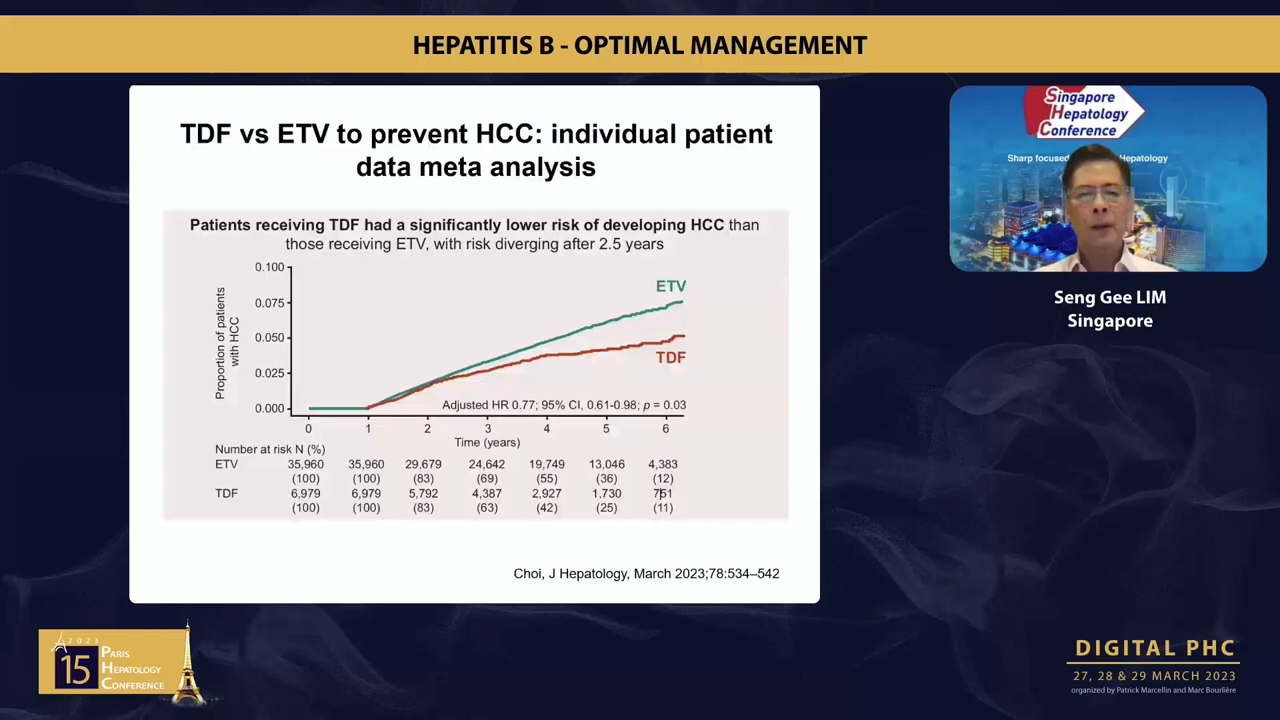 HEPATITIS B - OPTIMAL MANAGEMENT
TDF vs ETV to prevent HCC: individual patient
data meta analysis
Patients receiving TDF had a significantly lower risk of developing HCC than
those receiving ETV, with risk diverging after 2.5 years
Proportion of patients
with HCC
0.100
0.075
0.050
0.025
0.000
ETV
TDF
Adjusted HR 0.77; 95% CI, 0.61-0.98; p = 0.03
0 1 2 3 4 5 6
Time (years)
Number at risk N (%)
ETV 35,960 35,960 29,679 24,642 19,749 13,046 4,383
(100) (100) (83) (69) (55) (36) (12)
TDF 6,979 6,979 5,792 4,387 2,927 1,730 751
(100) (100) (83) (63) (42) (25) (11)
Choi, J Hepatology, March 2023;78:534–542
Singapore
Hepatology
Conference
Sharp focused Hepatology
Seng Gee LIM
Singapore
2023
15
PARIS
HEPATOLOGY
CONFERENCE
DIGITAL PHC
27, 28 & 29 MARCH 2023
organized by Patrick Marcellin and Marc Bourlière